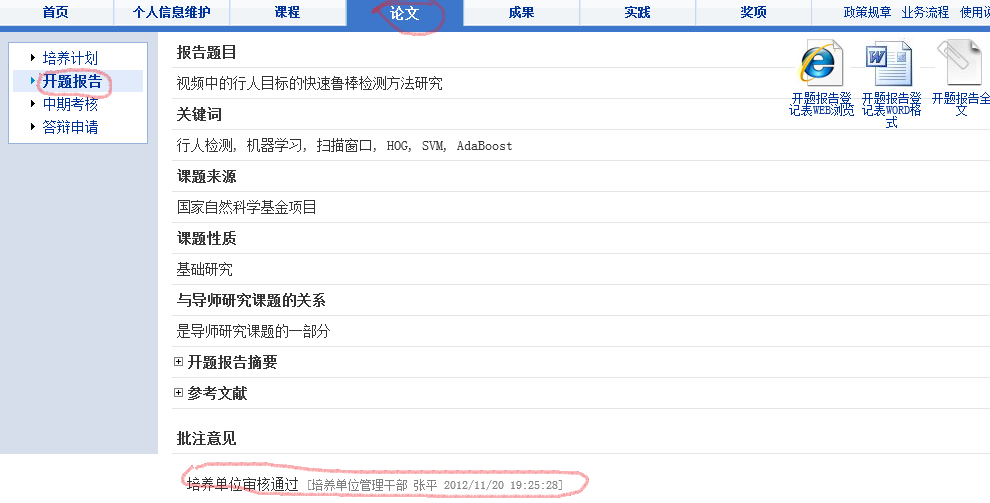 首页 个人信息维护 课程 论文 成果 实践 奖项 政策规章 业务流程 使用
培养计划
开题报告
中期考核
答辩申请
报告题目
视频中的行人目标的快速鲁棒检测方法研究
关键词
行人检测, 机器学习, 扫描窗口, HOG, SVM, AdaBoost
课题来源
国家自然科学基金项目
课题性质
基础研究
与导师研究课题的关系
是导师研究课题的一部分
开题报告摘要
参考文献
批注意见
培养单位审核通过 [培养单位管理干部 张平 2012/11/20 19:25:28]
开题报告登
记表WEB浏览
开题报告登
记表WORD格
式
开题报告全
文